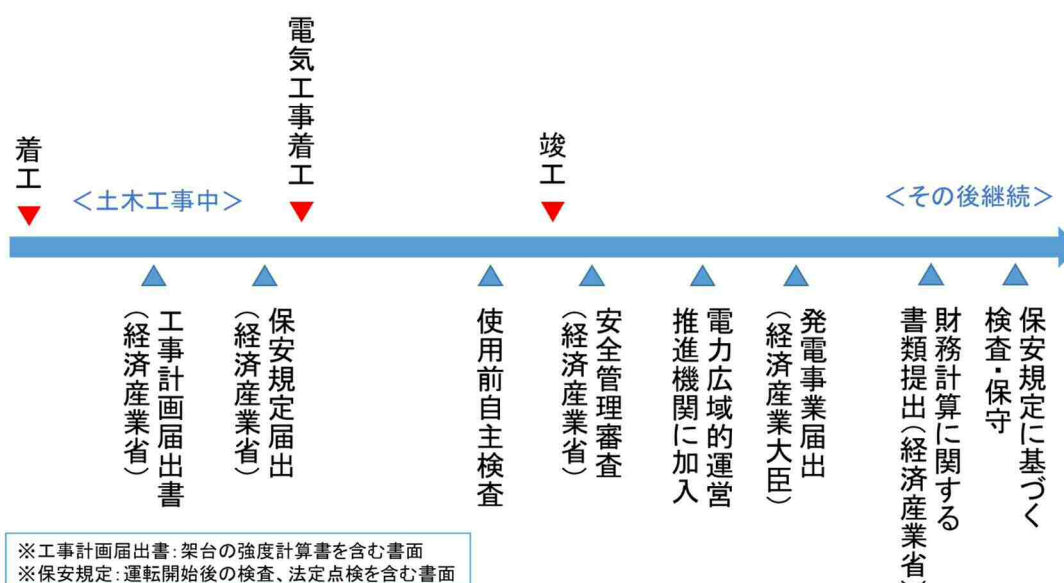 着工
＜土木工事中＞
電気工事着工
竣工
＜その後継続＞
工事計画届出書
（経済産業省）
保安規定届出
（経済産業省）
使用前自主検査
安全管理審査
（経済産業省）
電力広域的運営
推進機関に加入
発電事業届出
（経済産業大臣）
財務計算に関する
書類提出（経済産業省）
保安規定に基づく
検査・保守
※工事計画届出書：架台の強度計算書を含む書面
※保安規定：運転開始後の検査、法定点検を含む書面